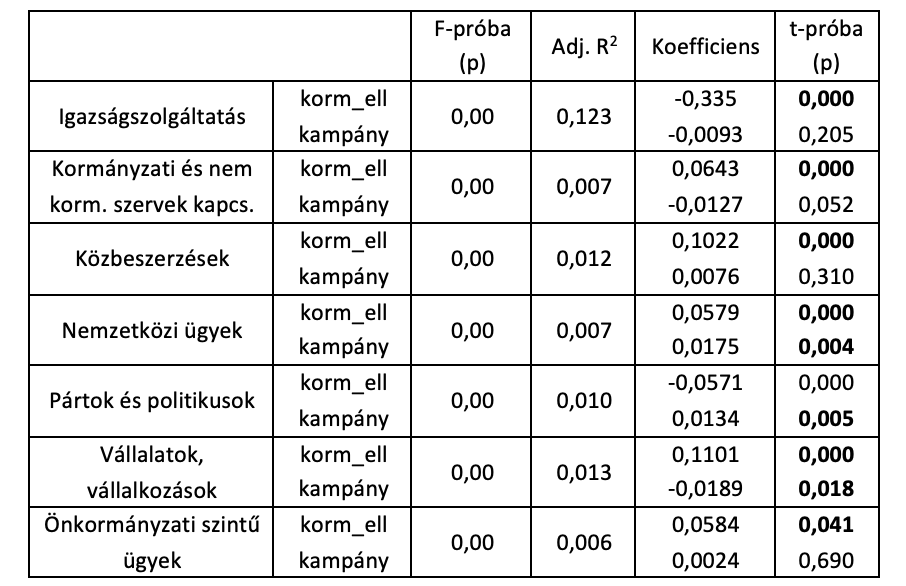 F-próba (p) Adj. R² Koefficiens t-próba (p)
Igazságszolgáltatás korm_ell 0,00 0,123 -0,335 0,000
kampány -0,0093 0,205
Kormányzati és nem korm. szervek kapcs. korm_ell 0,00 0,007 0,0643 0,000
kampány -0,0127 0,052
Közbeszerzések korm_ell 0,00 0,012 0,1022 0,000
kampány 0,0076 0,310
Nemzetközi ügyek korm_ell 0,00 0,007 0,0579 0,000
kampány 0,0175 0,004
Pártok és politikusok korm_ell 0,00 0,010 -0,0571 0,000
kampány 0,0134 0,005
Vállalatok, vállalkozások korm_ell 0,00 0,013 0,1101 0,000
kampány -0,0189 0,018
Önkormányzati szintű ügyek korm_ell 0,00 0,006 0,0584 0,041
kampány 0,0024 0,690